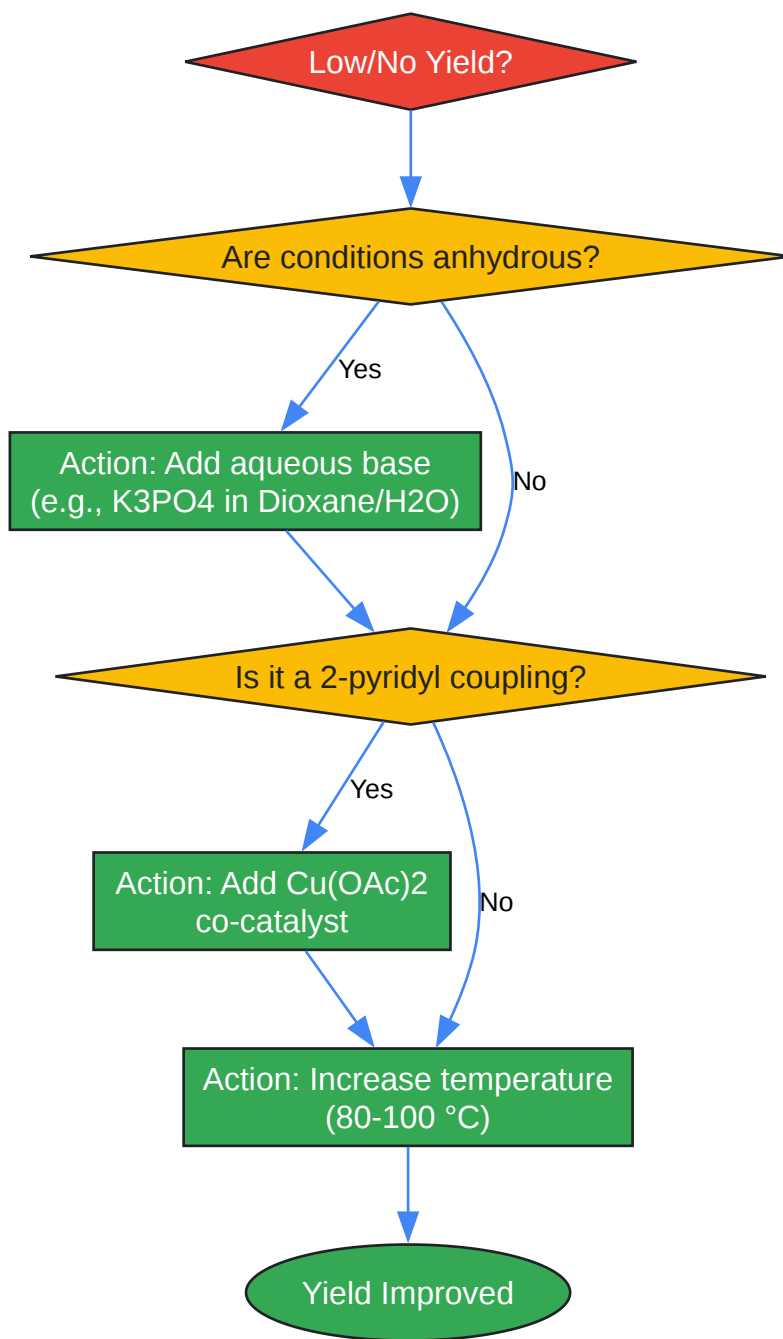 Low/No Yield?
Are conditions anhydrous?
Yes
Action: Add aqueous base
(e.g., K3PO4 in Dioxane/H2O)
No
Is it a 2-pyridyl coupling?
Yes
Action: Add Cu(OAc)2
co-catalyst
No
Action: Increase temperature
(80-100 °C)
Yield Improved